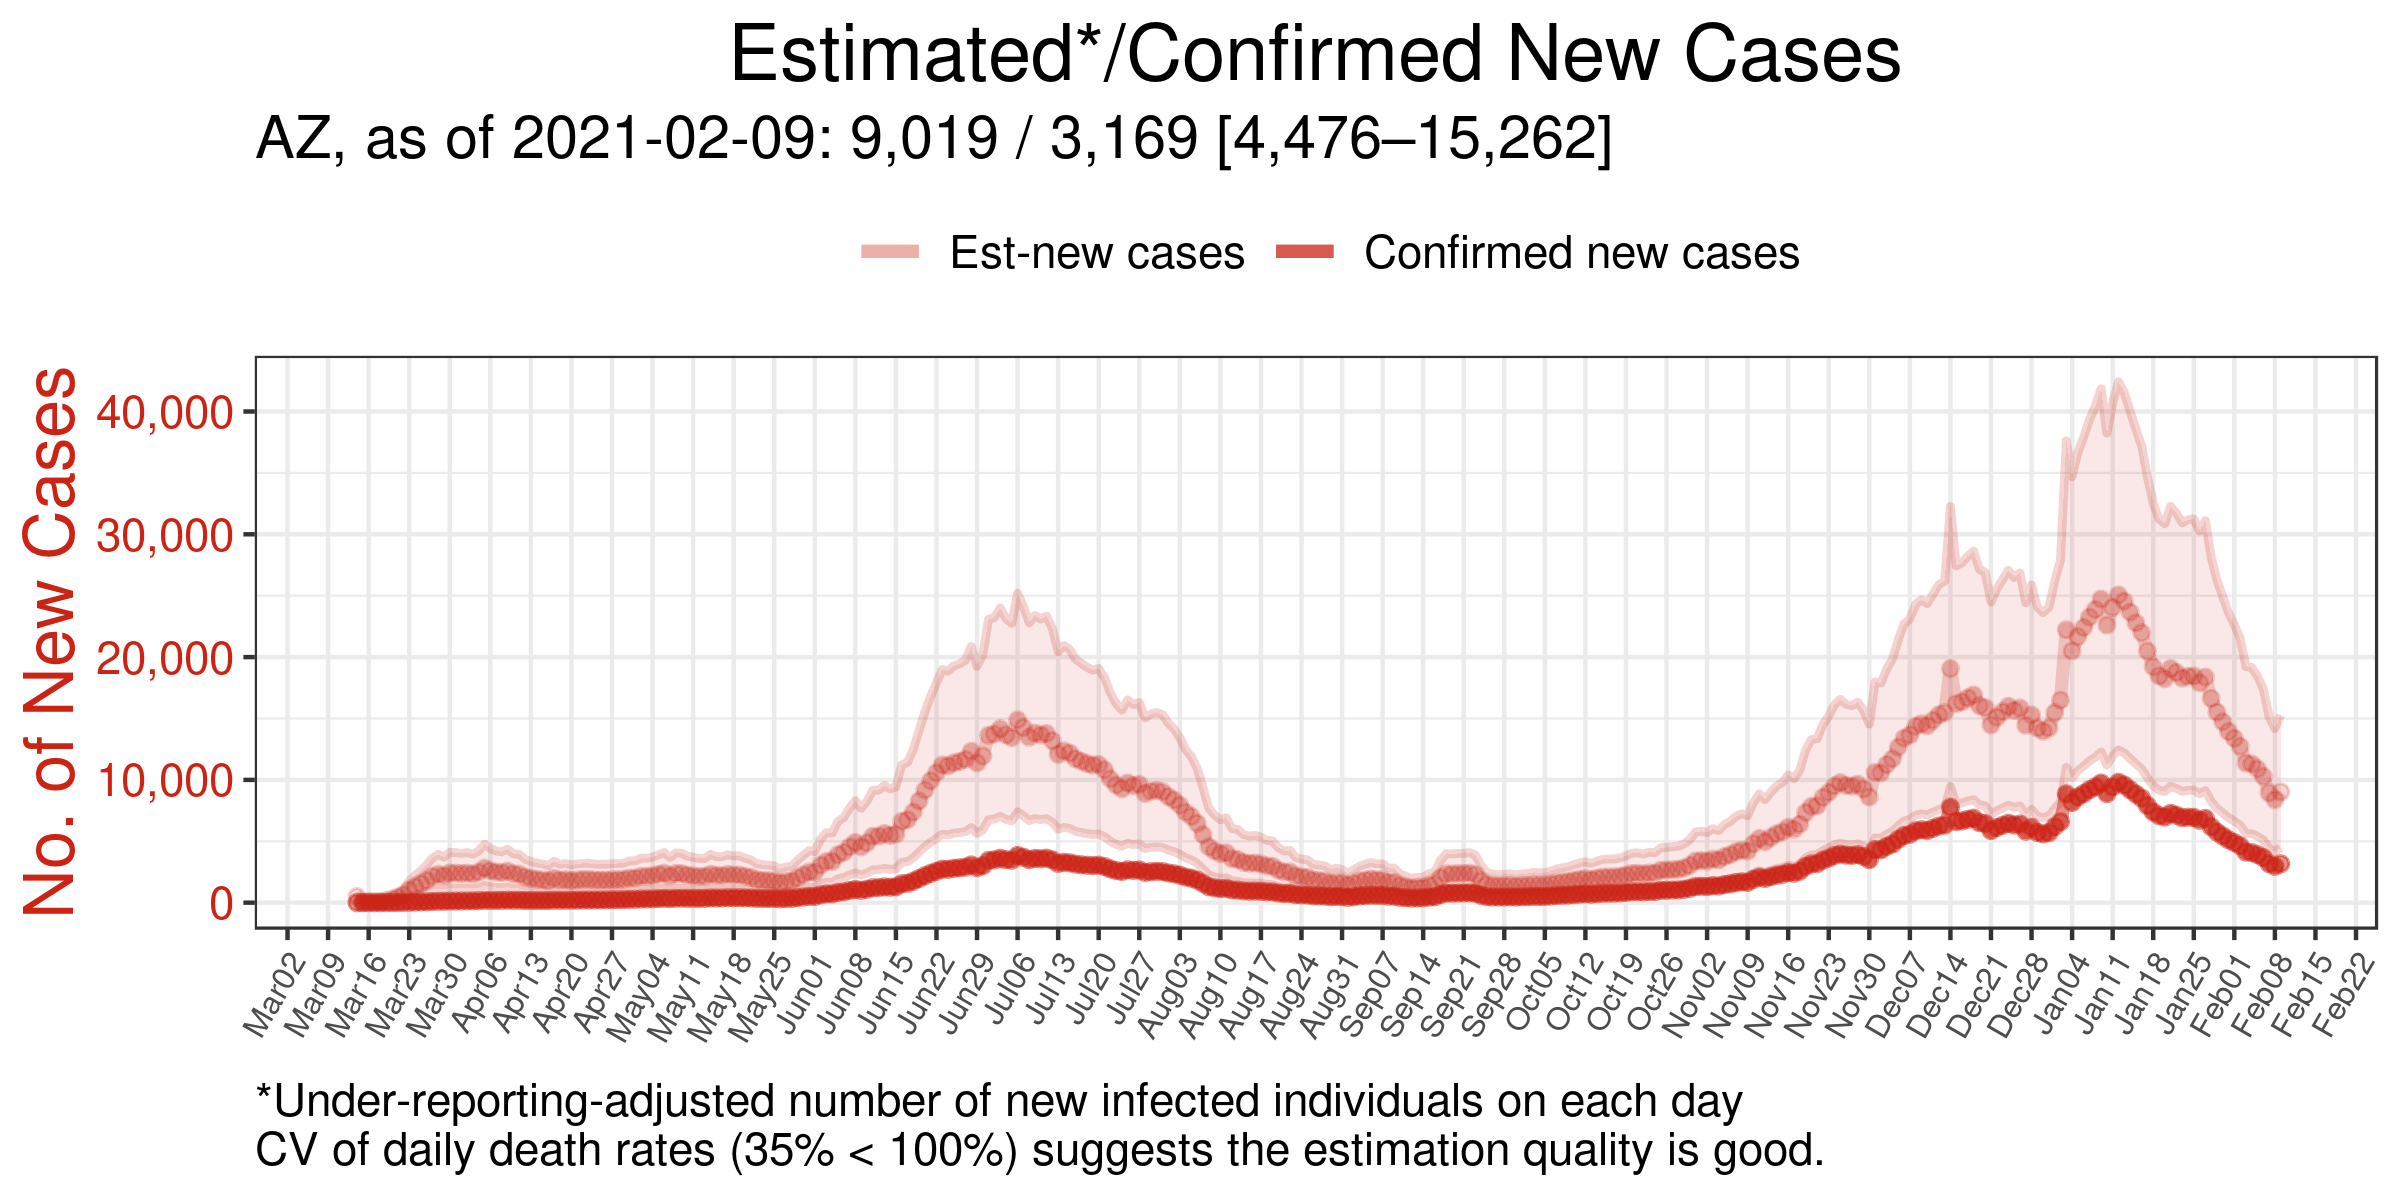 Estimated*/Confirmed New Cases
AZ, as of 2021-02-09: 9,019 / 3,169 [4,476–15,262]
Est-new cases
Confirmed new cases
No. of New Cases
40,000
30,000
20,000
10,000
0
Mar02
Mar09
Mar16
Mar23
Mar30
Apr06
Apr13
Apr20
Apr27
May04
May11
May18
May25
Jun01
Jun08
Jun15
Jun22
Jun29
Jul06
Jul13
Jul20
Jul27
Aug03
Aug10
Aug17
Aug24
Aug31
Sep07
Sep14
Sep21
Sep28
Oct05
Oct12
Oct19
Oct26
Nov02
Nov09
Nov16
Nov23
Nov30
Dec07
Dec14
Dec21
Dec28
Jan04
Jan11
Jan18
Jan25
Feb01
Feb08
Feb15
Feb22
*Under-reporting-adjusted number of new infected individuals on each day
CV of daily death rates (35% < 100%) suggests the estimation quality is good.